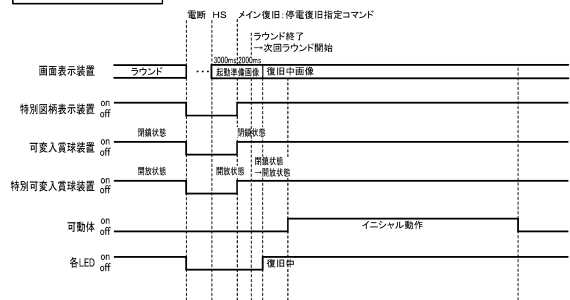 電断 HS メイン復旧：停電復旧指定コマンド
ラウンド終了
→次回ラウンド開始
3000ms 2000ms
画面表示装置 ラウンド ･･･ 起動準備画像 復旧中画像
特別図柄表示装置 on
off
閉鎖状態 閉鎖状態
可変入賞球装置 on
off
閉鎖状態
→開放状態
開放状態 開放状態
特別可変入賞球装置 on
off
可動体 on
off
イニシャル動作
各LED on
off
復旧中